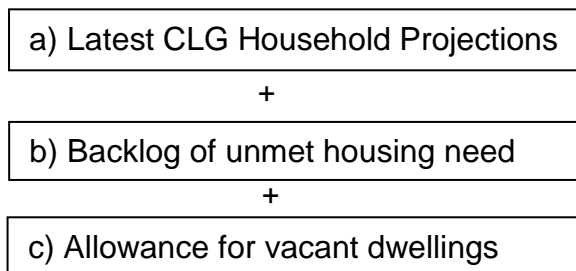 a) Latest CLG Household Projections
+
b) Backlog of unmet housing need
+
c) Allowance for vacant dwellings